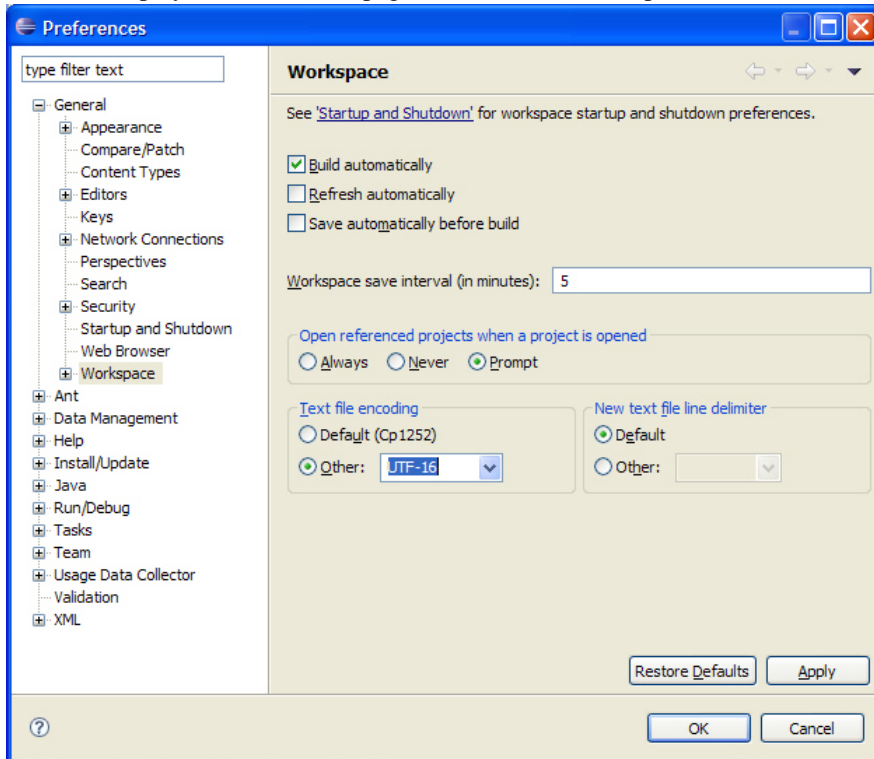 Preferences
type filter text
General
Appearance
Compare/Patch
Content Types
Editors
Keys
Network Connections
Perspectives
Search
Security
Startup and Shutdown
Web Browser
Workspace
Ant
Data Management
Help
Install/Update
Java
Run/Debug
Tasks
Team
Usage Data Collector
Validation
XML
Workspace
See 'Startup and Shutdown' for workspace startup and shutdown preferences.
Build automatically
Refresh automatically
Save automatically before build
Workspace save interval (in minutes): 5
Open referenced projects when a project is opened
Always Never Prompt
Text file encoding
Default (Cp1252)
Other: UTF-16
New text file line delimiter
Default
Other:
Restore Defaults Apply
OK Cancel